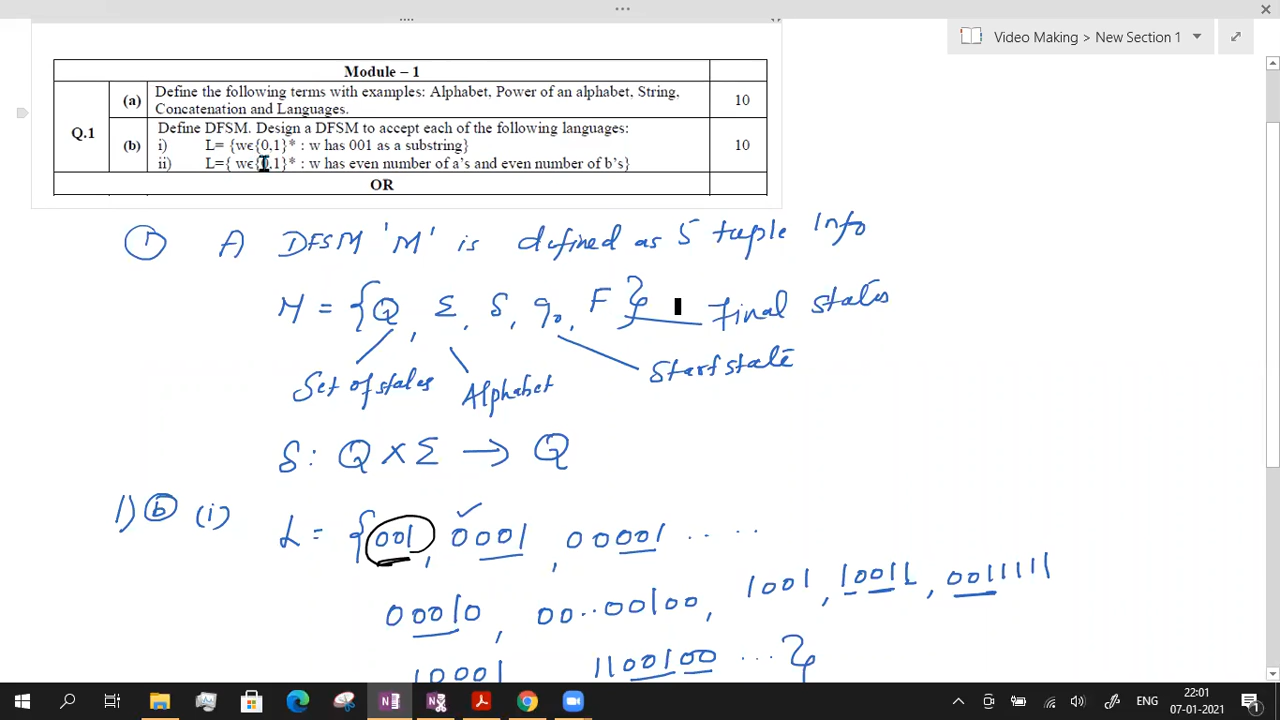 Video Making > New Section 1
Module – 1
Q.1
(a) Define the following terms with examples: Alphabet, Power of an alphabet, String, 10
Concatenation and Languages.
(b) Define DFSM. Design a DFSM to accept each of the following languages: 10
i) L= {wϵ{0,1}* : w has 001 as a substring}
ii) L={ wϵ{0,1}* : w has even number of a's and even number of b's}
OR
1 A DFSM 'M' is defined as 5 tuple Info
M = {Q, Σ, δ, q₀, F} Final states
Start state
Set of states Alphabet
δ: Q X Σ → Q
1) b (i) L = {001, 0001, 00001 ....
00010, 00..00100, 1001, 10011, 0011111
10001 1100100 ...}
ENG
22:01
07-01-2021